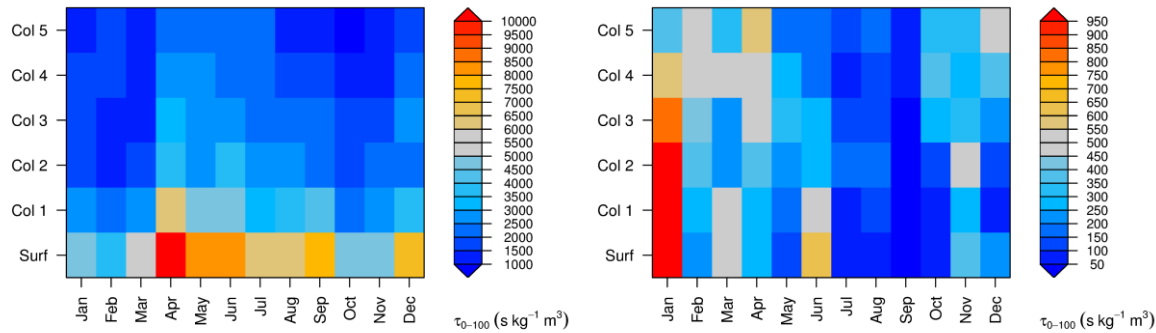 Col 5
Col 4
Col 3
Col 2
Col 1
Surf
Jan Feb Mar Apr May Jun Jul Aug Sep Oct Nov Dec
10000
9500
9000
8500
8000
7500
7000
6500
6000
5500
5000
4500
4000
3500
3000
2500
2000
1500
1000
τ0−100 (s kg−1 m3)
Col 5
Col 4
Col 3
Col 2
Col 1
Surf
Jan Feb Mar Apr May Jun Jul Aug Sep Oct Nov Dec
950
900
850
800
750
700
650
600
550
500
450
400
350
300
250
200
150
100
50
τ0−100 (s kg−1 m3)